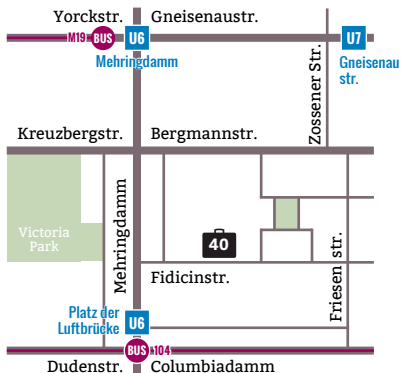 Yorckstr. Gneisenaustr.
M19 BUS U6 U7
Mehringdamm
Gneisenau
str.
Zossener Str.
Kreuzbergstr. Bergmannstr.
Mehringdamm
Victoria
Park
40
Friesen str.
Fidicinstr.
Platz der
Luftbrücke U6
BUS 104
Dudenstr. Columbiadamm